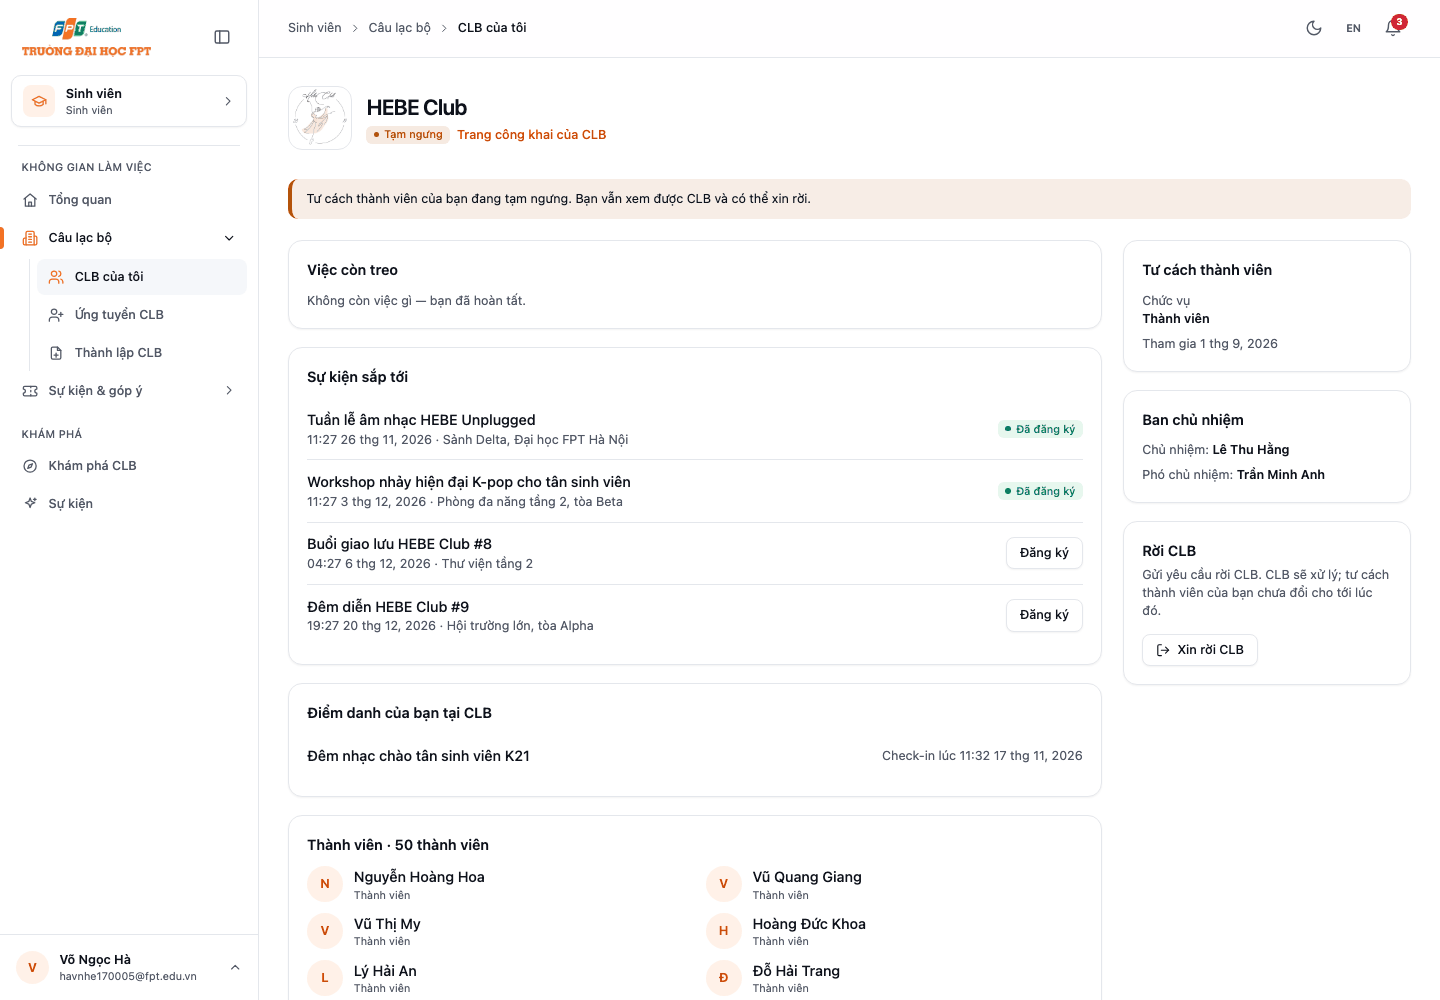 FPT Education
TRƯỜNG ĐẠI HỌC FPT
Sinh viên
Sinh viên
KHÔNG GIAN LÀM VIỆC
Tổng quan
Câu lạc bộ
CLB của tôi
Ứng tuyển CLB
Thành lập CLB
Sự kiện & góp ý
KHÁM PHÁ
Khám phá CLB
Sự kiện
V
Võ Ngọc Hà
havnhe170005@fpt.edu.vn
Sinh viên > Câu lạc bộ > CLB của tôi
EN
3
HEBE Club
Tạm ngưng Trang công khai của CLB
Tư cách thành viên của bạn đang tạm ngưng. Bạn vẫn xem được CLB và có thể xin rời.
Việc còn treo
Không còn việc gì — bạn đã hoàn tất.
Sự kiện sắp tới
Tuần lễ âm nhạc HEBE Unplugged
11:27 26 thg 11, 2026 · Sảnh Delta, Đại học FPT Hà Nội
Đã đăng ký
Workshop nhảy hiện đại K-pop cho tân sinh viên
11:27 3 thg 12, 2026 · Phòng đa năng tầng 2, tòa Beta
Đã đăng ký
Buổi giao lưu HEBE Club #8
04:27 6 thg 12, 2026 · Thư viện tầng 2
Đăng ký
Đêm diễn HEBE Club #9
19:27 20 thg 12, 2026 · Hội trường lớn, tòa Alpha
Đăng ký
Điểm danh của bạn tại CLB
Đêm nhạc chào tân sinh viên K21
Check-in lúc 11:32 17 thg 11, 2026
Thành viên · 50 thành viên
N
Nguyễn Hoàng Hoa
Thành viên
V
Vũ Quang Giang
Thành viên
V
Vũ Thị My
Thành viên
H
Hoàng Đức Khoa
Thành viên
L
Lý Hải An
Thành viên
Đ
Đỗ Hải Trang
Thành viên
Tư cách thành viên
Chức vụ
Thành viên
Tham gia 1 thg 9, 2026
Ban chủ nhiệm
Chủ nhiệm: Lê Thu Hằng
Phó chủ nhiệm: Trần Minh Anh
Rời CLB
Gửi yêu cầu rời CLB. CLB sẽ xử lý; tư cách
thành viên của bạn chưa đổi cho tới lúc
đó.
Xin rời CLB